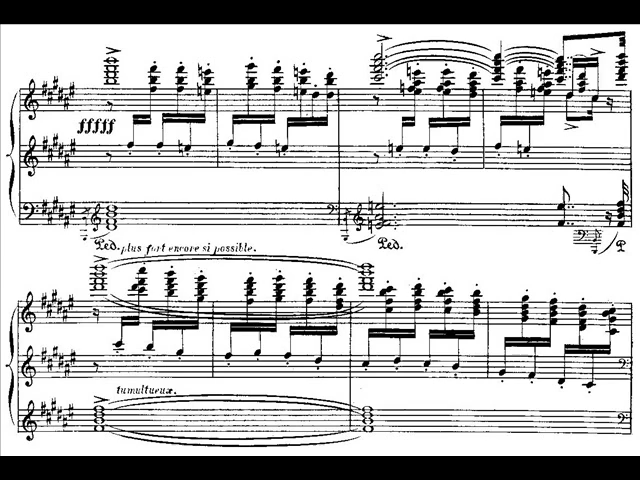 fffff
Ped. plus fort encore si possible.
Ped.
P
tumultueux.